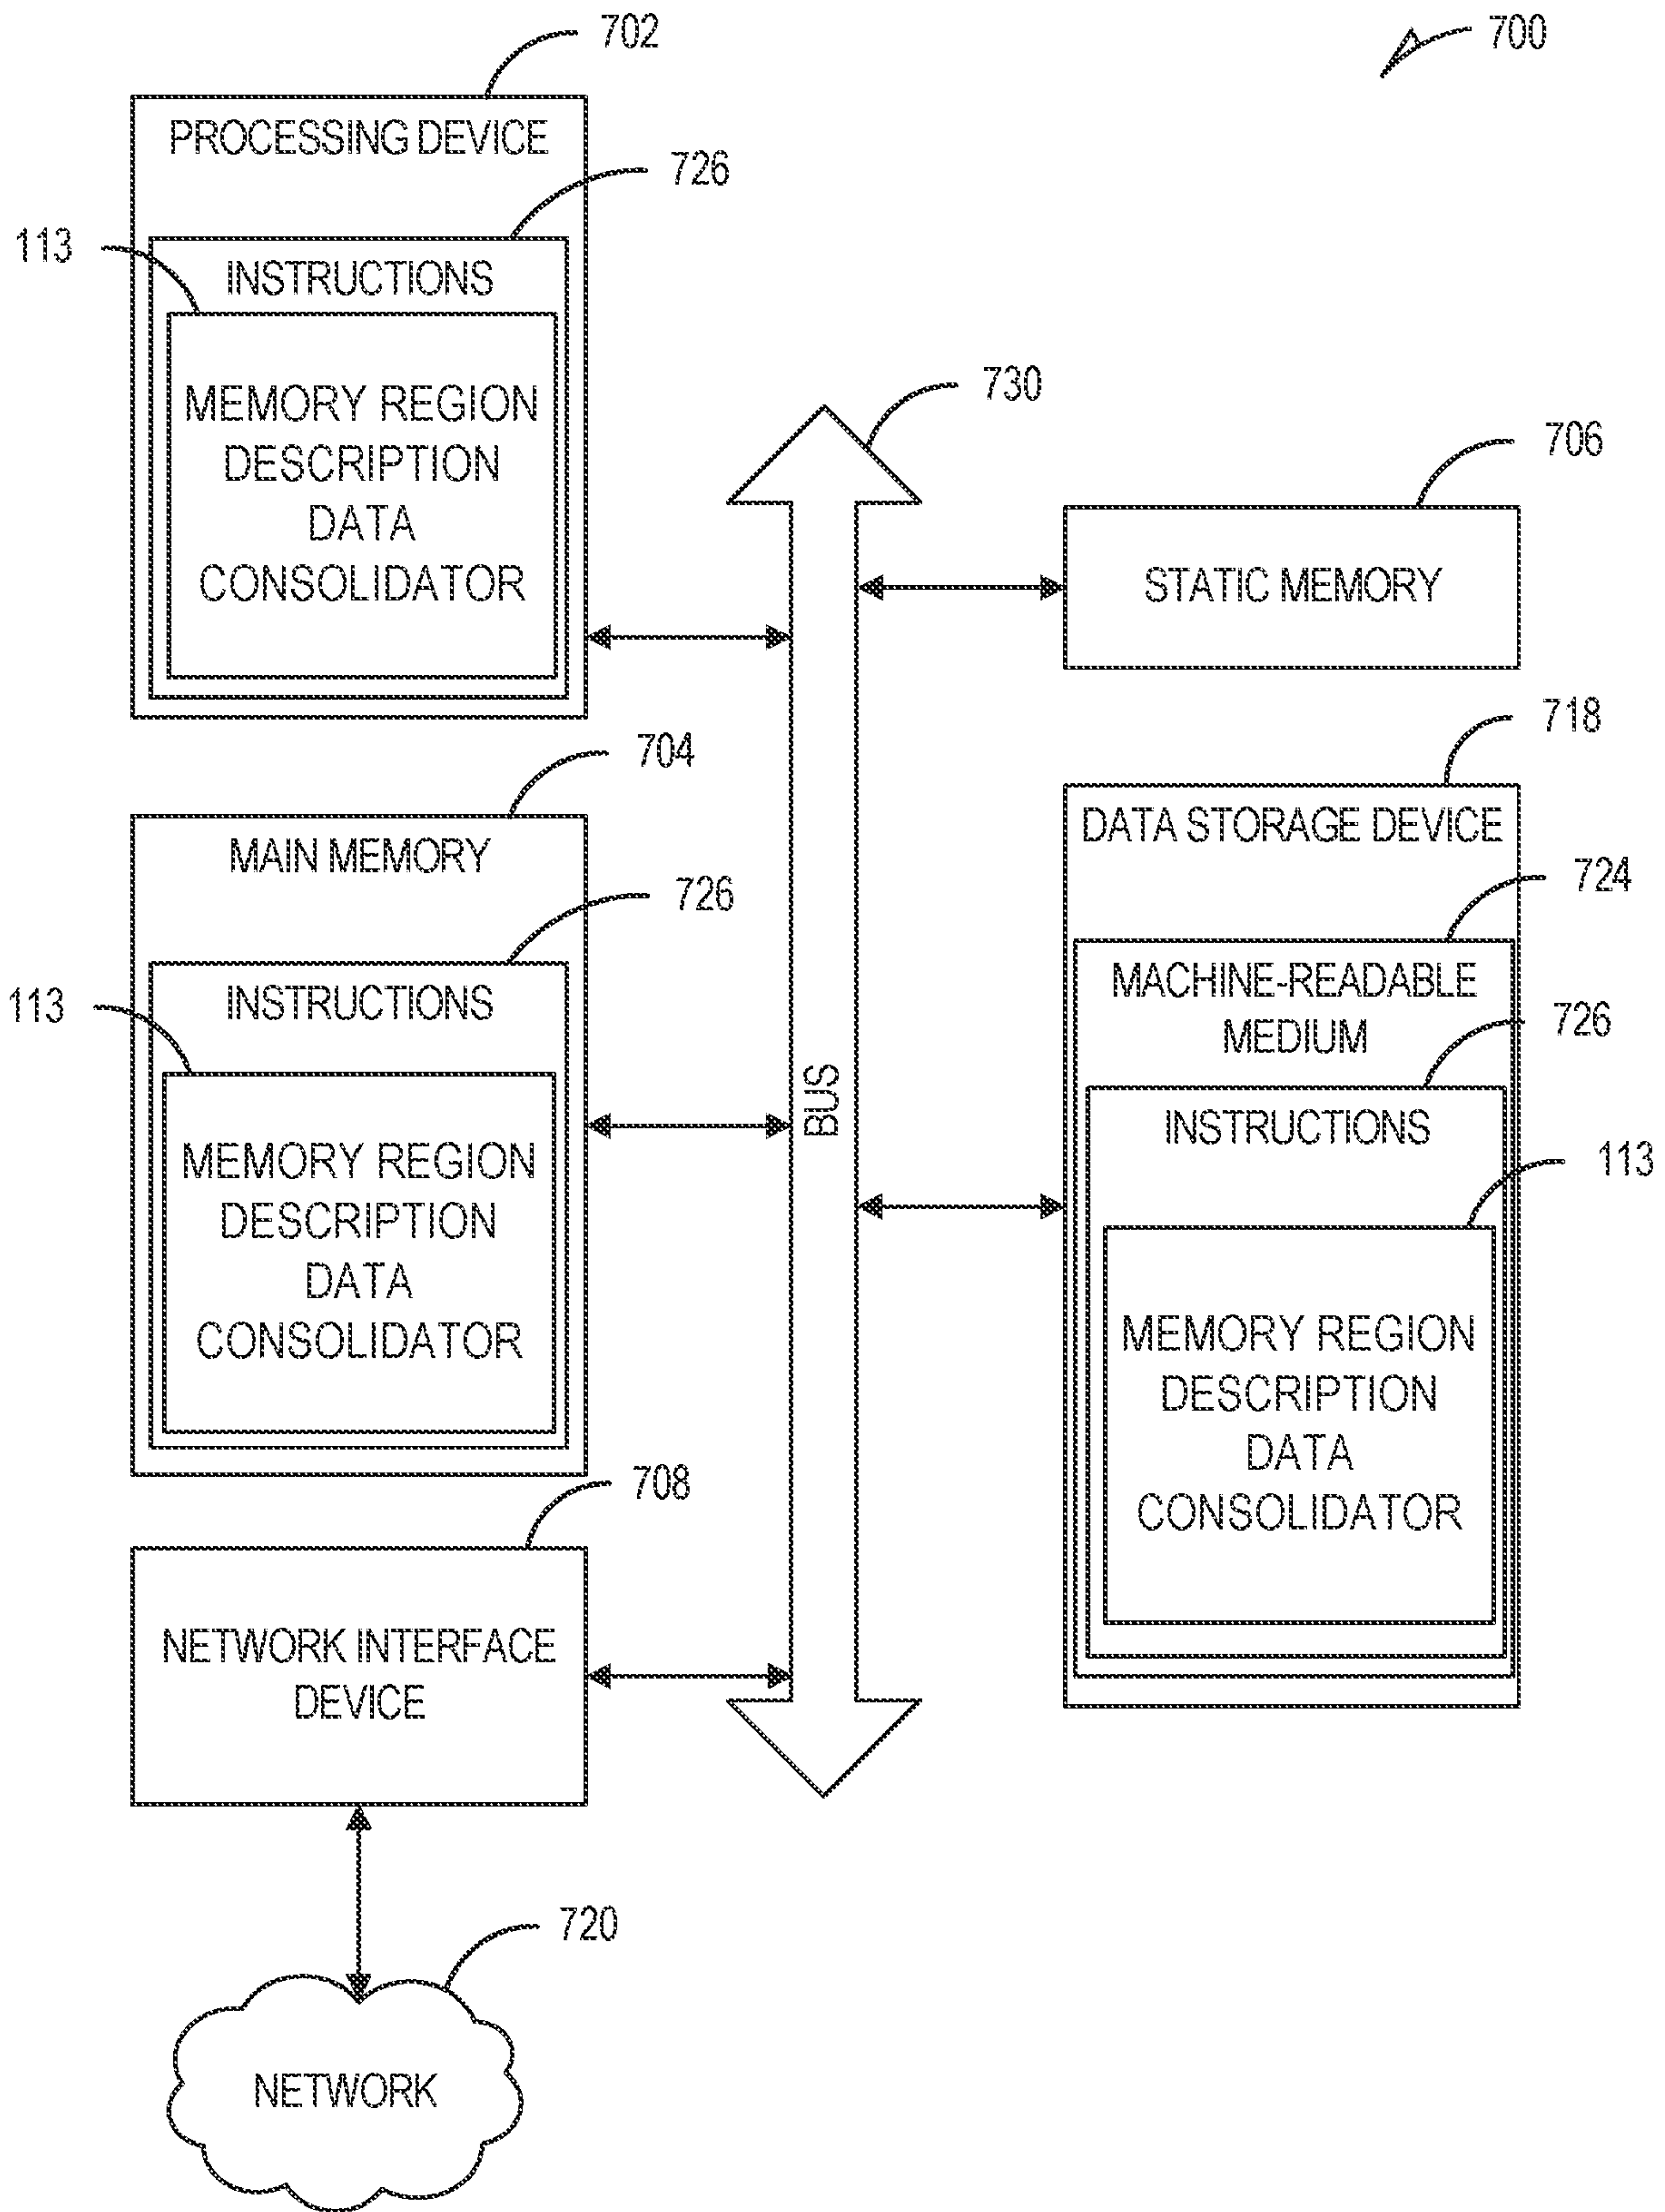 702
700
PROCESSING DEVICE
726
113
INSTRUCTIONS
MEMORY REGION
DESCRIPTION
DATA
CONSOLIDATOR
730
706
STATIC MEMORY
704
MAIN MEMORY
726
113
INSTRUCTIONS
MEMORY REGION
DESCRIPTION
DATA
CONSOLIDATOR
BUS
718
DATA STORAGE DEVICE
724
MACHINE-READABLE
MEDIUM
726
INSTRUCTIONS
113
MEMORY REGION
DESCRIPTION
DATA
CONSOLIDATOR
708
NETWORK INTERFACE
DEVICE
720
NETWORK